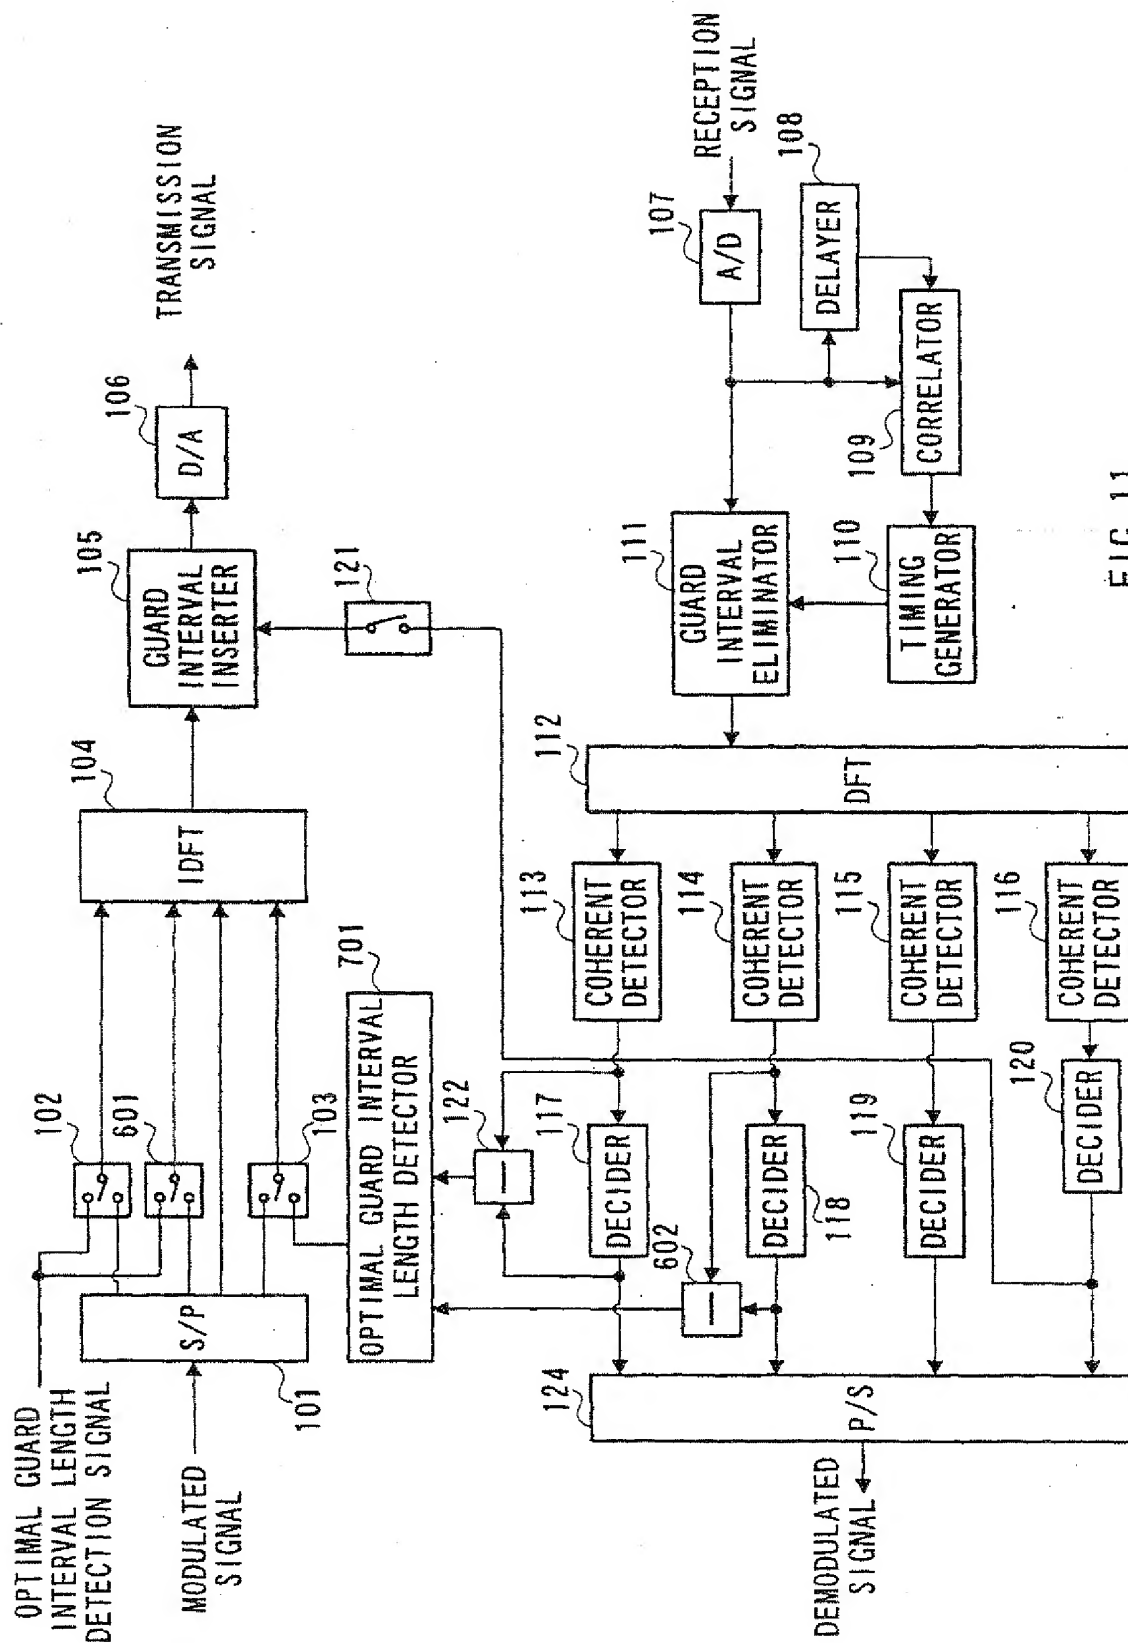 OPTIMAL GUARD
INTERVAL LENGTH
DETECTION SIGNAL
MODULATED
SIGNAL
S/P
101
102
601
103
IDFT
104
GUARD
INTERVAL
INSERTER
105
D/A
106
TRANSMISSION
SIGNAL
121
OPTIMAL GUARD INTERVAL
LENGTH DETECTOR
701
122
602
RECEPTION
SIGNAL
A/D
107
DELAYER
108
CORRELATOR
109
TIMING
GENERATOR
110
GUARD
INTERVAL
ELIMINATOR
111
DFT
112
COHERENT
DETECTOR
113
COHERENT
DETECTOR
114
COHERENT
DETECTOR
115
COHERENT
DETECTOR
116
DECIDER
117
DECIDER
118
DECIDER
119
DECIDER
120
P/S
124
DEMODULATED
SIGNAL
FIG. 11